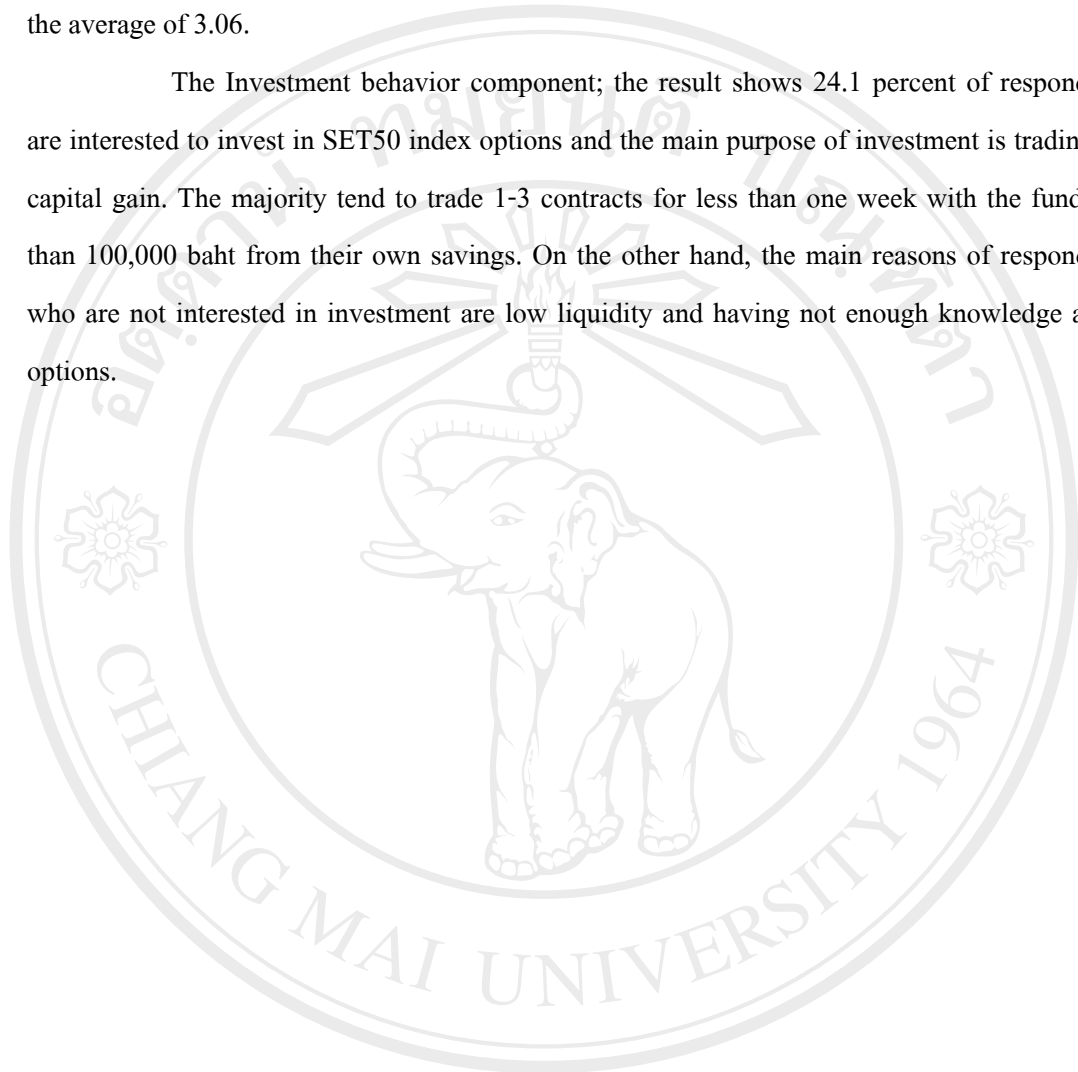 the average of 3.06.
The Investment behavior component; the result shows 24.1 percent of
are interested to invest in SET50 index options and the main purpose of investment is
capital gain. The majority tend to trade 1-3 contracts for less than one week with the
than 100,000 baht from their own savings. On the other hand, the main reasons of
who are not interested in investment are low liquidity and having not enough knowledge
options.
CHIANG MAI UNIVERSITY 1964